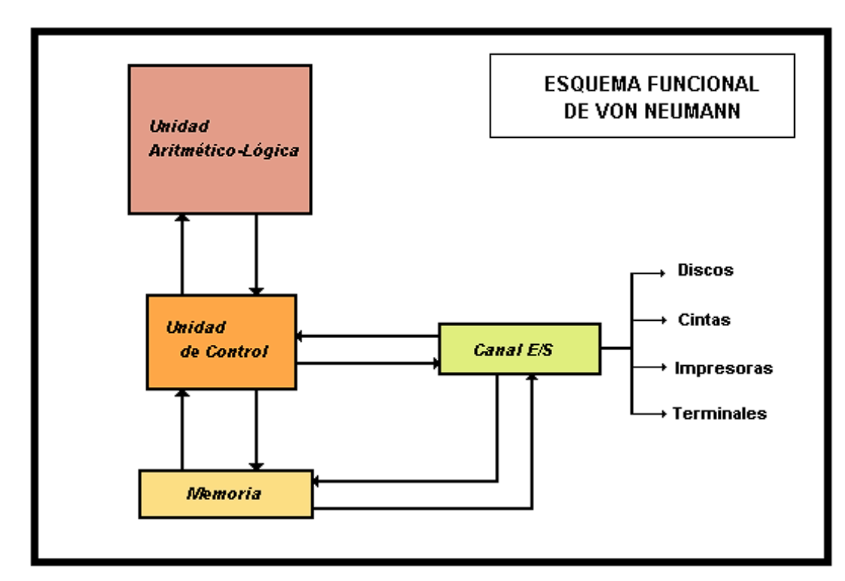 ESQUEMA FUNCIONAL
DE VON NEUMANN
Unidad
Aritmético-Lógica
Unidad
de Control
Canal E/S
Memoria
Discos
Cintas
Impresoras
Terminales